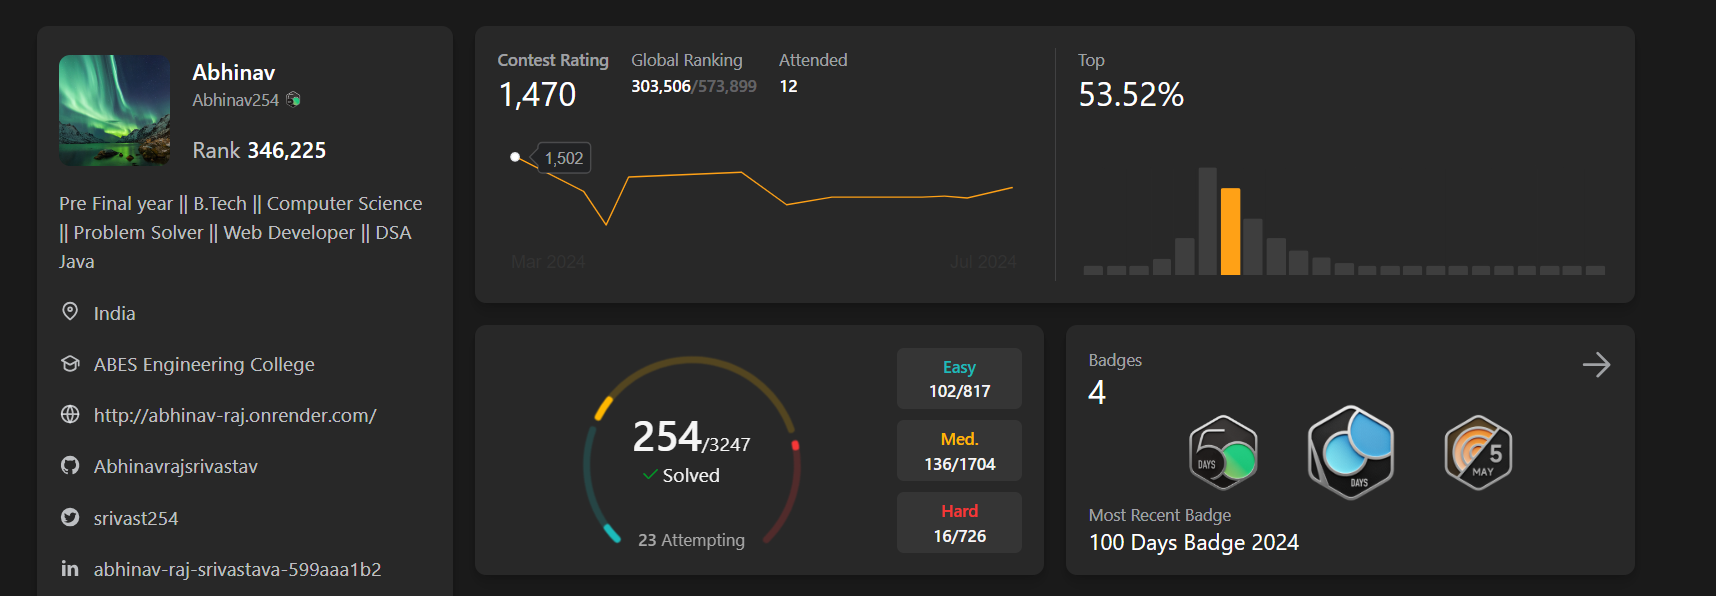 Abhinav
Abhinav254
Rank 346,225
Pre Final year || B.Tech || Computer Science
|| Problem Solver || Web Developer || DSA
Java
India
ABES Engineering College
http://abhinav-raj.onrender.com/
Abhinavrajsrivastav
srivast254
abhinav-raj-srivastava-599aaa1b2
Contest Rating
1,470
Global Ranking
303,506/573,899
Attended
12
1,502
Mar 2024
Jul 2024
Top
53.52%
254/3247
Solved
23 Attempting
Easy
102/817
Med.
136/1704
Hard
16/726
Badges
4
50
DAYS
DAYS
5
MAY
Most Recent Badge
100 Days Badge 2024